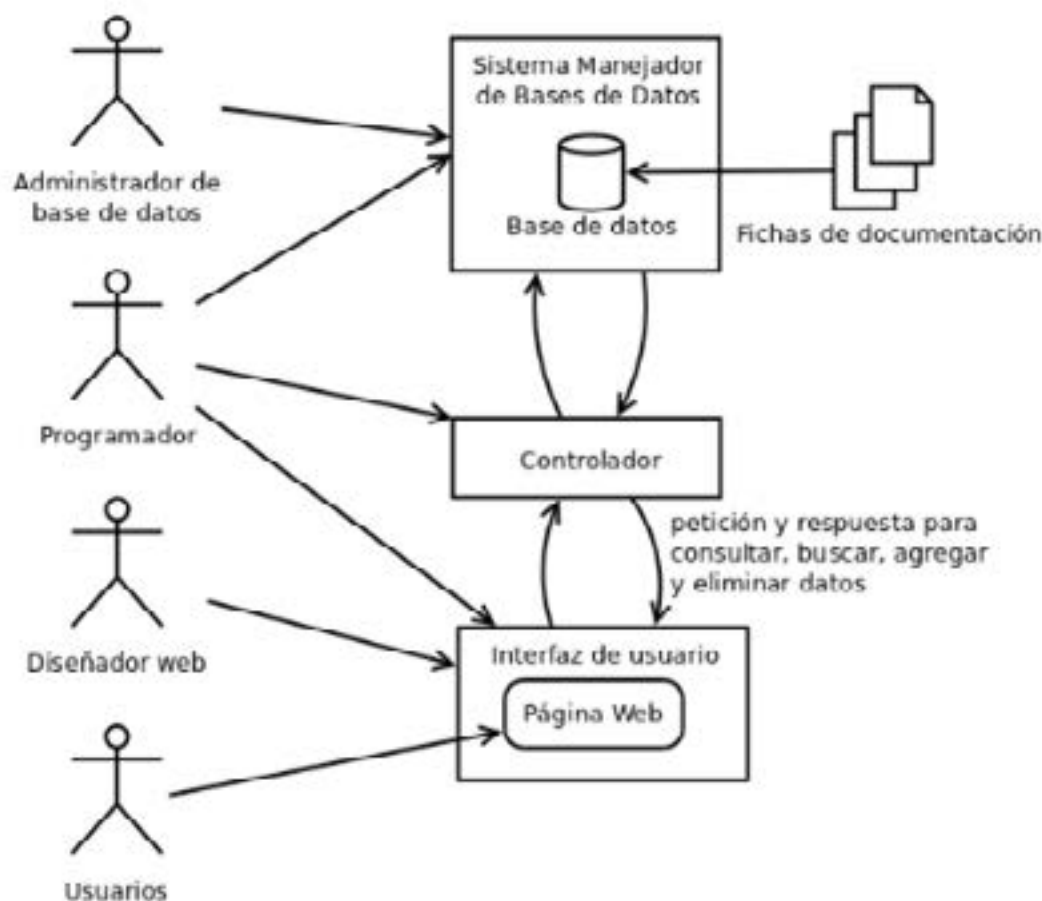 Sistema Manejador
de Bases de Datos
Base de datos
Fichas de documentación
Administrador de
base de datos
Programador
Controlador
petición y respuesta para
consultar, buscar, agregar
y eliminar datos
Diseñador web
Interfaz de usuario
Página Web
Usuarios